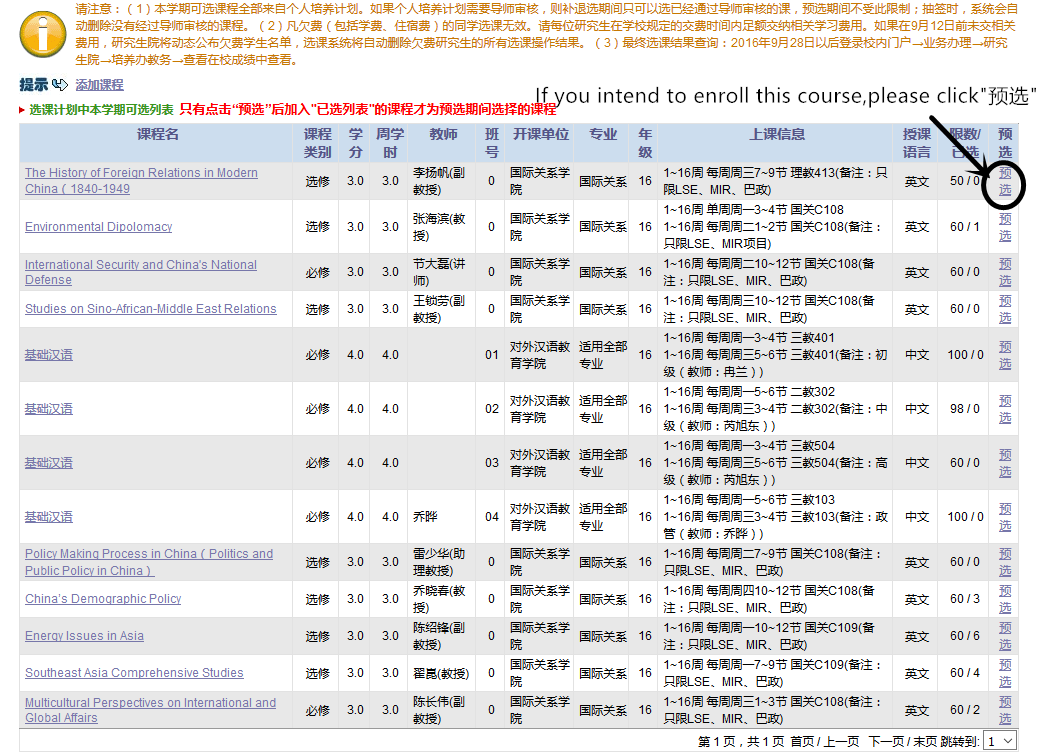 请注意：（1）本学期可选课程全部来自个人培养计划。如果个人培养计划需要导师审核，则补退选期间只可以选已经通过导师审核的课，预选期间不受此限制；抽签时，系统会自
动删除没有经过导师审核的课程。（2）凡欠费（包括学费、住宿费）的同学选课无效。请每位研究生在学校规定的交费时间内足额交纳相关学习费用。如果在9月12日前未交相关
费用，研究生院将动态公布欠费学生名单，选课系统将自动删除欠费研究生的所有选课操作结果。（3）最终选课结果查询：2016年9月28日以后登录校内门户→业务办理→研究
生院→培养办教务→查看在校成绩中查看。
提示 添加课程
If you intend to enroll this course,please click"预选"
选课计划中本学期可选列表 只有点击“预选”后加入"已选列表"的课程才为预选期间选择的课程
课程名 课程类别 学分 周学时 教师 班号 开课单位 专业 年级 上课信息 授课语言 限数/已选 预选
The History of Foreign Relations in Modern China ( 1840-1949 选修 3.0 3.0 李扬帆(副教授) 0 国际关系学院 国际关系 16 1~16周 每周周三7~9节 理教413(备注：只限LSE、MIR、巴政) 英文 50 / 0 预选
Environmental Dipolomacy 选修 3.0 3.0 张海滨(教授) 0 国际关系学院 国际关系 16 1~16周 单周周一3~4节 国关C108 1~16周 每周周二1~2节 国关C108(备注：只限LSE、MIR项目) 英文 60 / 1 预选
International Security and China's National Defense 必修 3.0 3.0 节大磊(讲师) 0 国际关系学院 国际关系 16 1~16周 每周周二10~12节 国关C108(备注：只限LSE、MIR、巴政) 英文 60 / 0 预选
Studies on Sino-African-Middle East Relations 选修 3.0 3.0 王锁劳(副教授) 0 国际关系学院 国际关系 16 1~16周 每周周三10~12节 国关C108(备注：只限LSE、MIR、巴政) 英文 60 / 0 预选
基础汉语 必修 4.0 4.0 01 对外汉语教育学院 适用全部专业 16 1~16周 每周周一3~4节 三教401 1~16周 每周周三5~6节 三教401(备注：初级（教师：冉兰）) 中文 100 / 0 预选
基础汉语 必修 4.0 4.0 02 对外汉语教育学院 适用全部专业 16 1~16周 每周周一5~6节 二教302 1~16周 每周周三3~4节 二教302(备注：中级（教师：芮旭东）) 中文 98 / 0 预选
基础汉语 必修 4.0 4.0 03 对外汉语教育学院 适用全部专业 16 1~16周 每周周一3~4节 三教504 1~16周 每周周三5~6节 三教504(备注：高级（教师：芮旭东）) 中文 60 / 0 预选
基础汉语 必修 4.0 4.0 乔晔 04 对外汉语教育学院 适用全部专业 16 1~16周 每周周一5~6节 三教103 1~16周 每周周三3~4节 三教103(备注：政管（教师：乔晔）) 中文 100 / 0 预选
Policy Making Process in China ( Politics and Public Policy in China ) 选修 3.0 3.0 雷少华(助理教授) 0 国际关系学院 国际关系 16 1~16周 每周周二7~9节 国关C108(备注：只限LSE、MIR、巴政) 英文 60 / 0 预选
China’s Demographic Policy 选修 3.0 3.0 乔晓春(教授) 0 国际关系学院 国际关系 16 1~16周 每周周四10~12节 国关C108(备注：只限LSE、MIR、巴政) 英文 60 / 3 预选
Energy Issues in Asia 选修 3.0 3.0 陈绍锋(副教授) 0 国际关系学院 国际关系 16 1~16周 每周周一10~12节 国关C109(备注：只限LSE、MIR、巴政) 英文 60 / 6 预选
Southeast Asia Comprehensive Studies 选修 3.0 3.0 翟崑(教授) 0 国际关系学院 国际关系 16 1~16周 每周周一7~9节 国关C109(备注：只限LSE、MIR、巴政) 英文 60 / 4 预选
Multicultural Perspectives on International and Global Affairs 必修 3.0 3.0 陈长伟(副教授) 0 国际关系学院 国际关系 16 1~16周 每周周三1~3节 国关C108(备注：只限LSE、MIR、巴政) 英文 60 / 2 预选
第 1 页，共 1 页 首页 / 上一页 下一页 / 末页 跳转到: 1